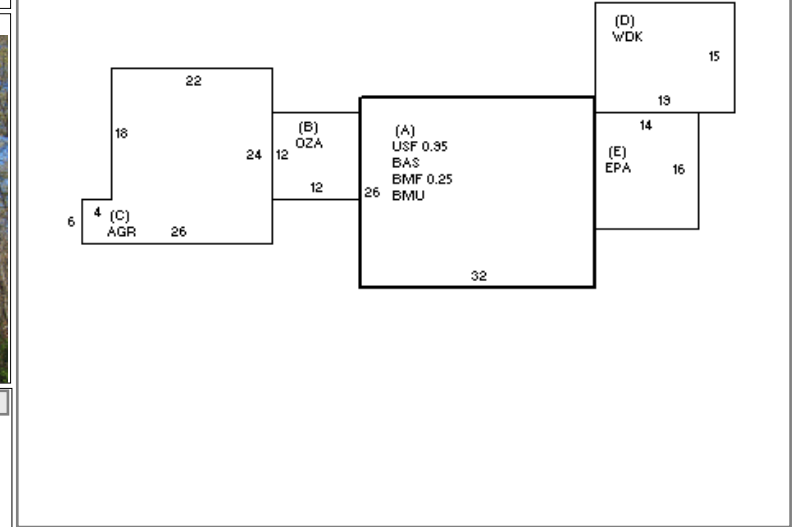 (D)
WDK
15
19
22
18
24
(B)
OZA
12
12
(A)
USF 0.95
BAS
BMF 0.25
BMU
26
32
14
(E)
EPA
16
6
4
(C)
AGR
26